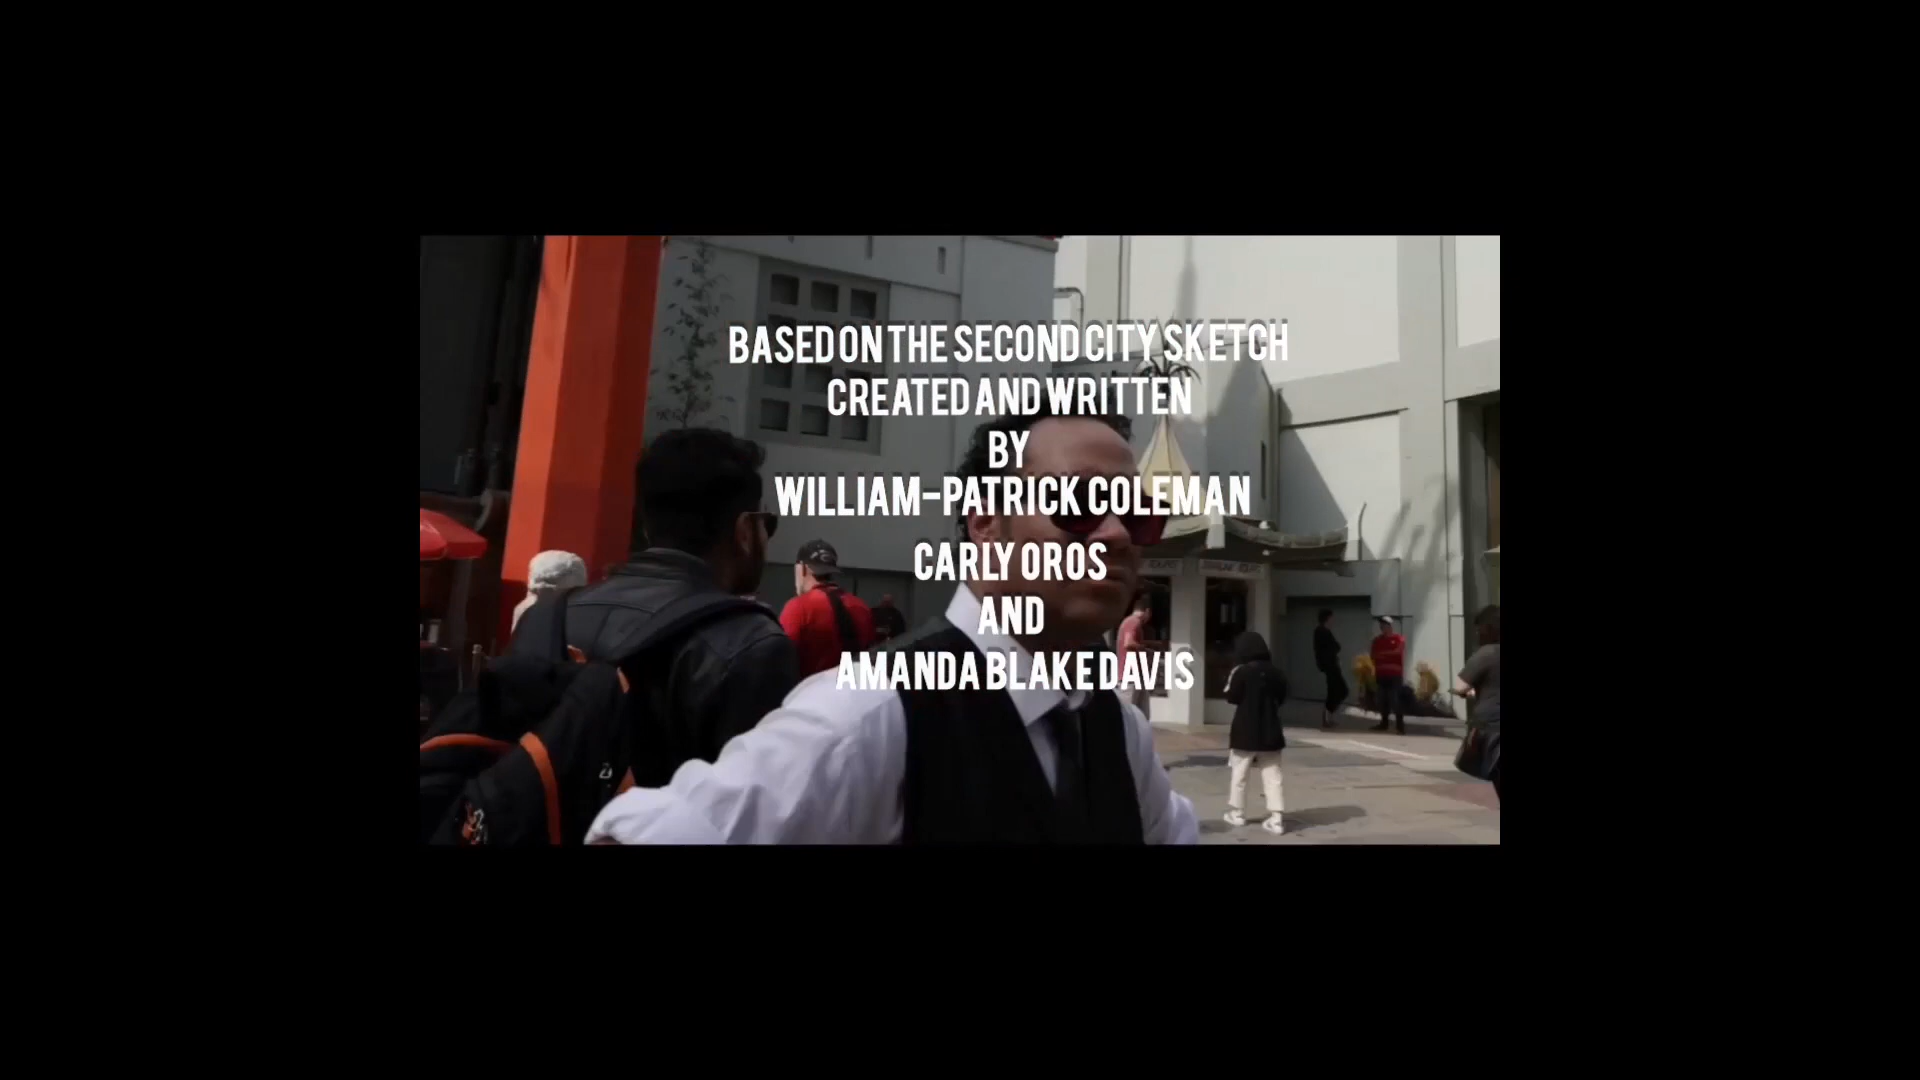 BASED ON THE SECOND CITY SKETCH
CREATED AND WRITTEN
BY
WILLIAM-PATRICK COLEMAN
CARLY OROS
AND
AMANDA BLAKE DAVIS